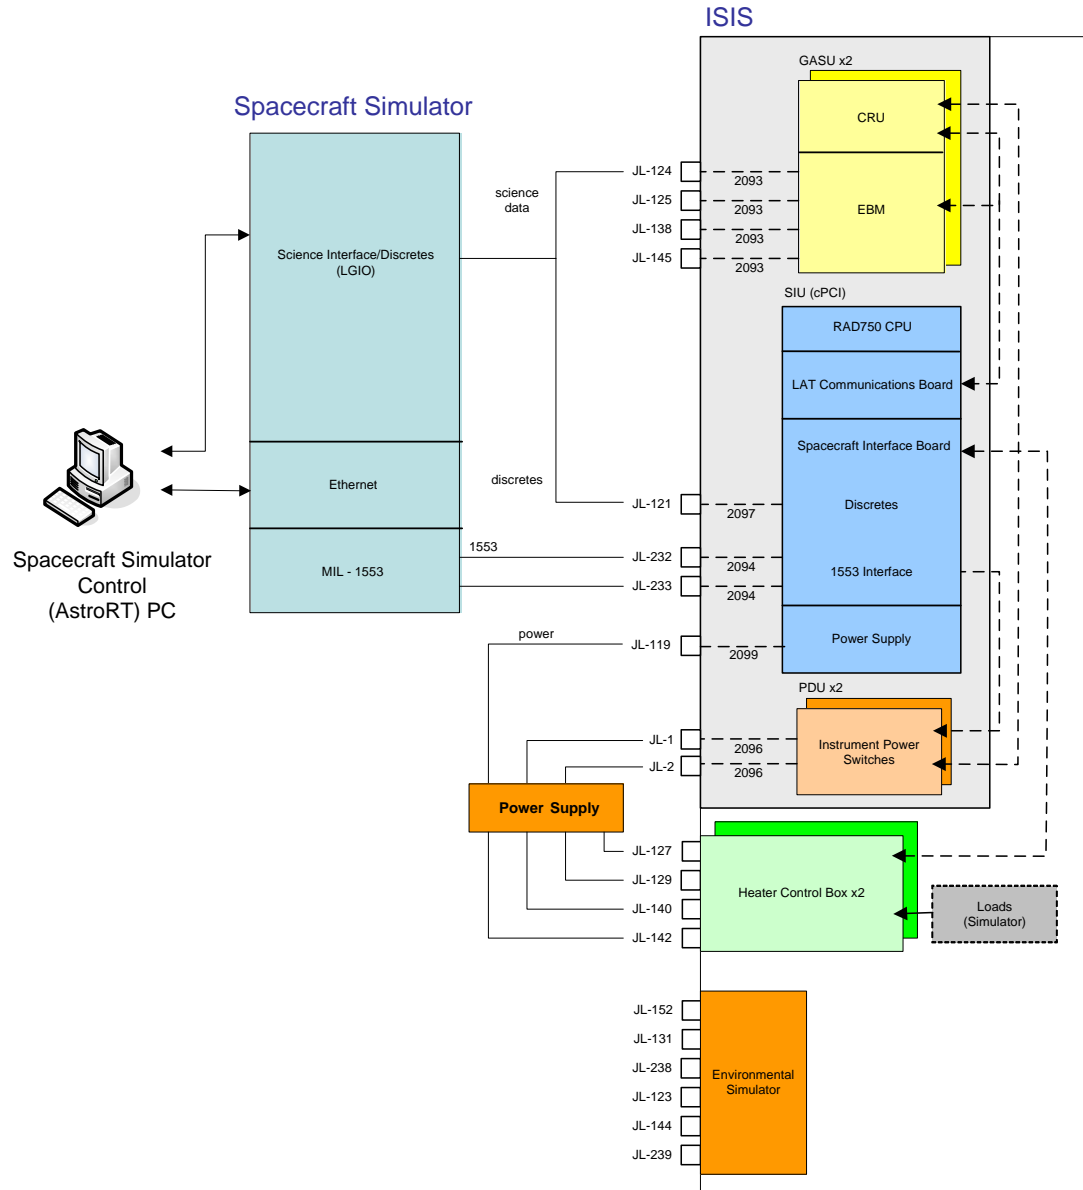 ISIS
GASU x2
Spacecraft Simulator
CRU
EBM
JL-124
JL-125
JL-138
JL-145
2093
2093
2093
2093
science
data
Science Interface/Discretes
(LGIO)
SIU (cPCI)
RAD750 CPU
LAT Communications Board
Spacecraft Interface Board
Discretes
1553 Interface
Power Supply
Ethernet
discretes
MIL - 1553
1553
JL-121
2097
JL-232
2094
JL-233
2094
Spacecraft Simulator
Control
(AstroRT) PC
power
JL-119
2099
PDU x2
JL-1
2096
JL-2
2096
Instrument Power
Switches
Power Supply
JL-127
JL-129
JL-140
JL-142
Heater Control Box x2
Loads
(Simulator)
JL-152
JL-131
JL-238
JL-123
JL-144
JL-239
Environmental
Simulator